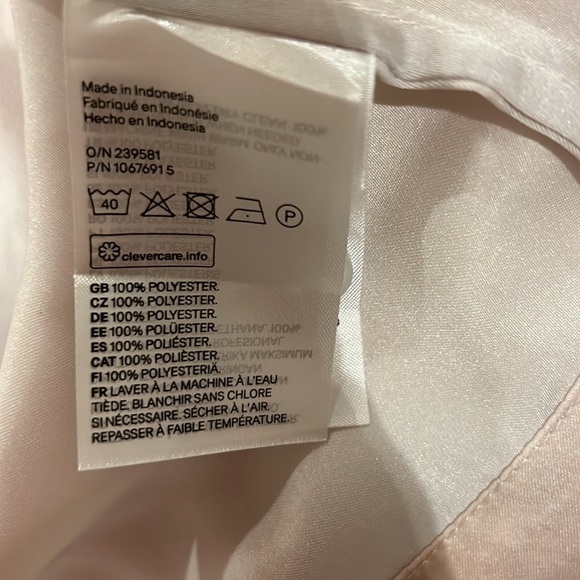 Made in Indonesia
Fabriqué en Indonésie
Hecho en Indonesia
O/N 239581
P/N 10676915
40
P
clevercare.info
GB 100% POLYESTER.
CZ 100% POLYESTER.
DE 100% POLYESTER.
EE 100% POLÜESTER.
ES 100% POLIÉSTER.
CAT 100% POLIÈSTER.
FI 100% POLYESTERIÄ.
FR LAVER À LA MACHINE À L'EAU
TIÈDE, BLANCHIR SANS CHLORE
SI NÉCESSAIRE. SÉCHER À L'AIR.
REPASSER À FAIBLE TEMPÉRATURE.